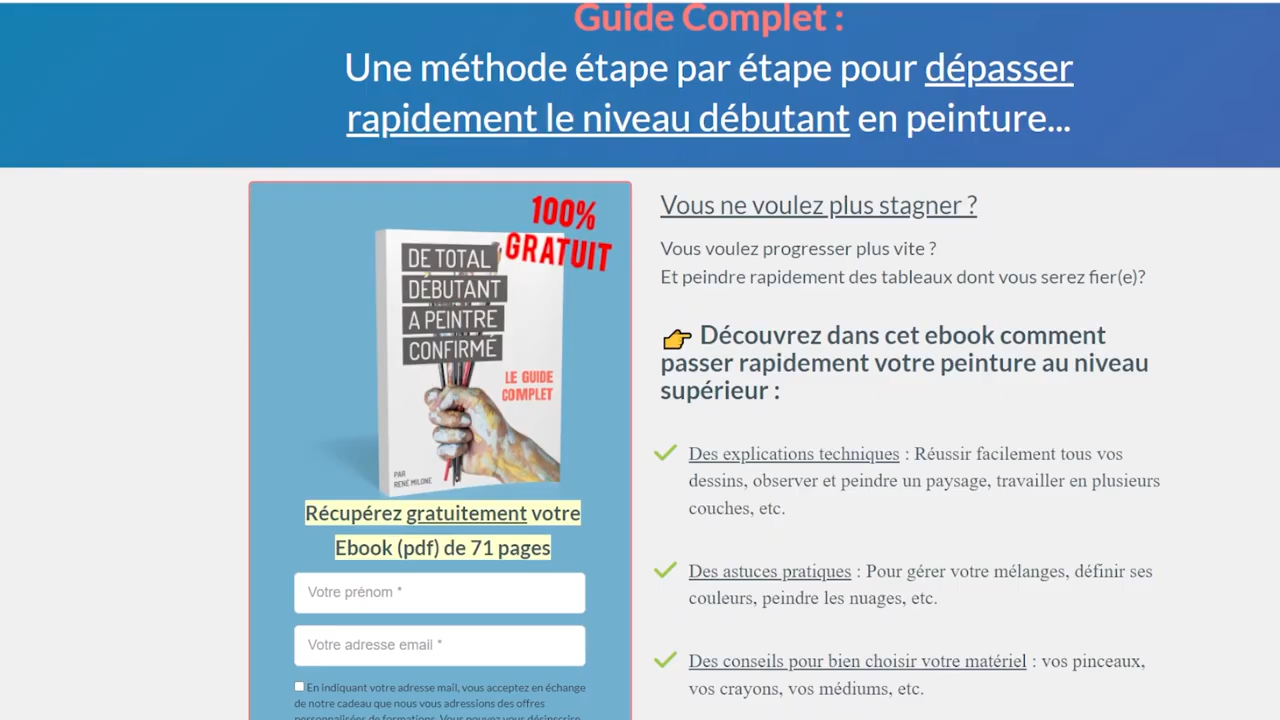 Guide Complet :
Une méthode étape par étape pour dépasser
rapidement le niveau débutant en peinture...
100%
GRATUIT
DE TOTAL
DÉBUTANT
A PEINTRE
CONFIRMÉ
LE GUIDE
COMPLET
PAR
RENÉ MILONE
Récupérez gratuitement votre
Ebook (pdf) de 71 pages
Votre prénom *
Votre adresse email *
En indiquant votre adresse mail, vous acceptez en échange
de notre cadeau que nous vous adressions des offres
personnalisées de formations. Vous pouvez vous désinscrire
Vous ne voulez plus stagner ?
Vous voulez progresser plus vite ?
Et peindre rapidement des tableaux dont vous serez fier(e)?
👉 Découvrez dans cet ebook comment
passer rapidement votre peinture au niveau
supérieur :
Des explications techniques : Réussir facilement tous vos
dessins, observer et peindre un paysage, travailler en plusieurs
couches, etc.
Des astuces pratiques : Pour gérer votre mélanges, définir ses
couleurs, peindre les nuages, etc.
Des conseils pour bien choisir votre matériel : vos pinceaux,
vos crayons, vos médiums, etc.